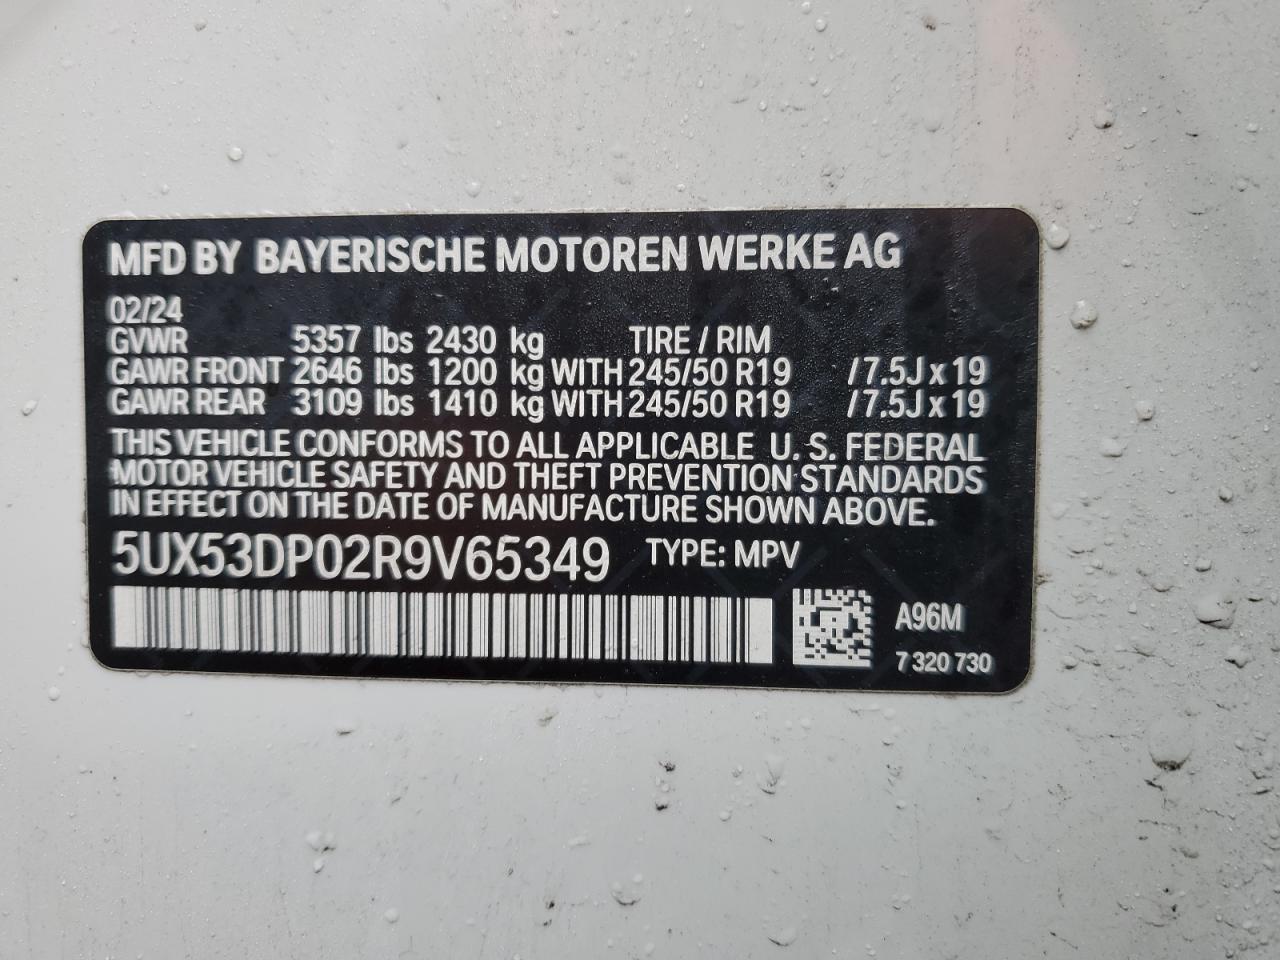 MFD BY BAYERISCHE MOTOREN WERKE AG
02/24
GVWR 5357 lbs 2430 kg TIRE / RIM
GAWR FRONT 2646 lbs 1200 kg WITH 245/50 R19 /7.5J x 19
GAWR REAR 3109 lbs 1410 kg WITH 245/50 R19 /7.5J x 19
THIS VEHICLE CONFORMS TO ALL APPLICABLE U. S. FEDERAL
MOTOR VEHICLE SAFETY AND THEFT PREVENTION STANDARDS
IN EFFECT ON THE DATE OF MANUFACTURE SHOWN ABOVE.
5UX53DP02R9V65349 TYPE: MPV
A96M
7 320 730